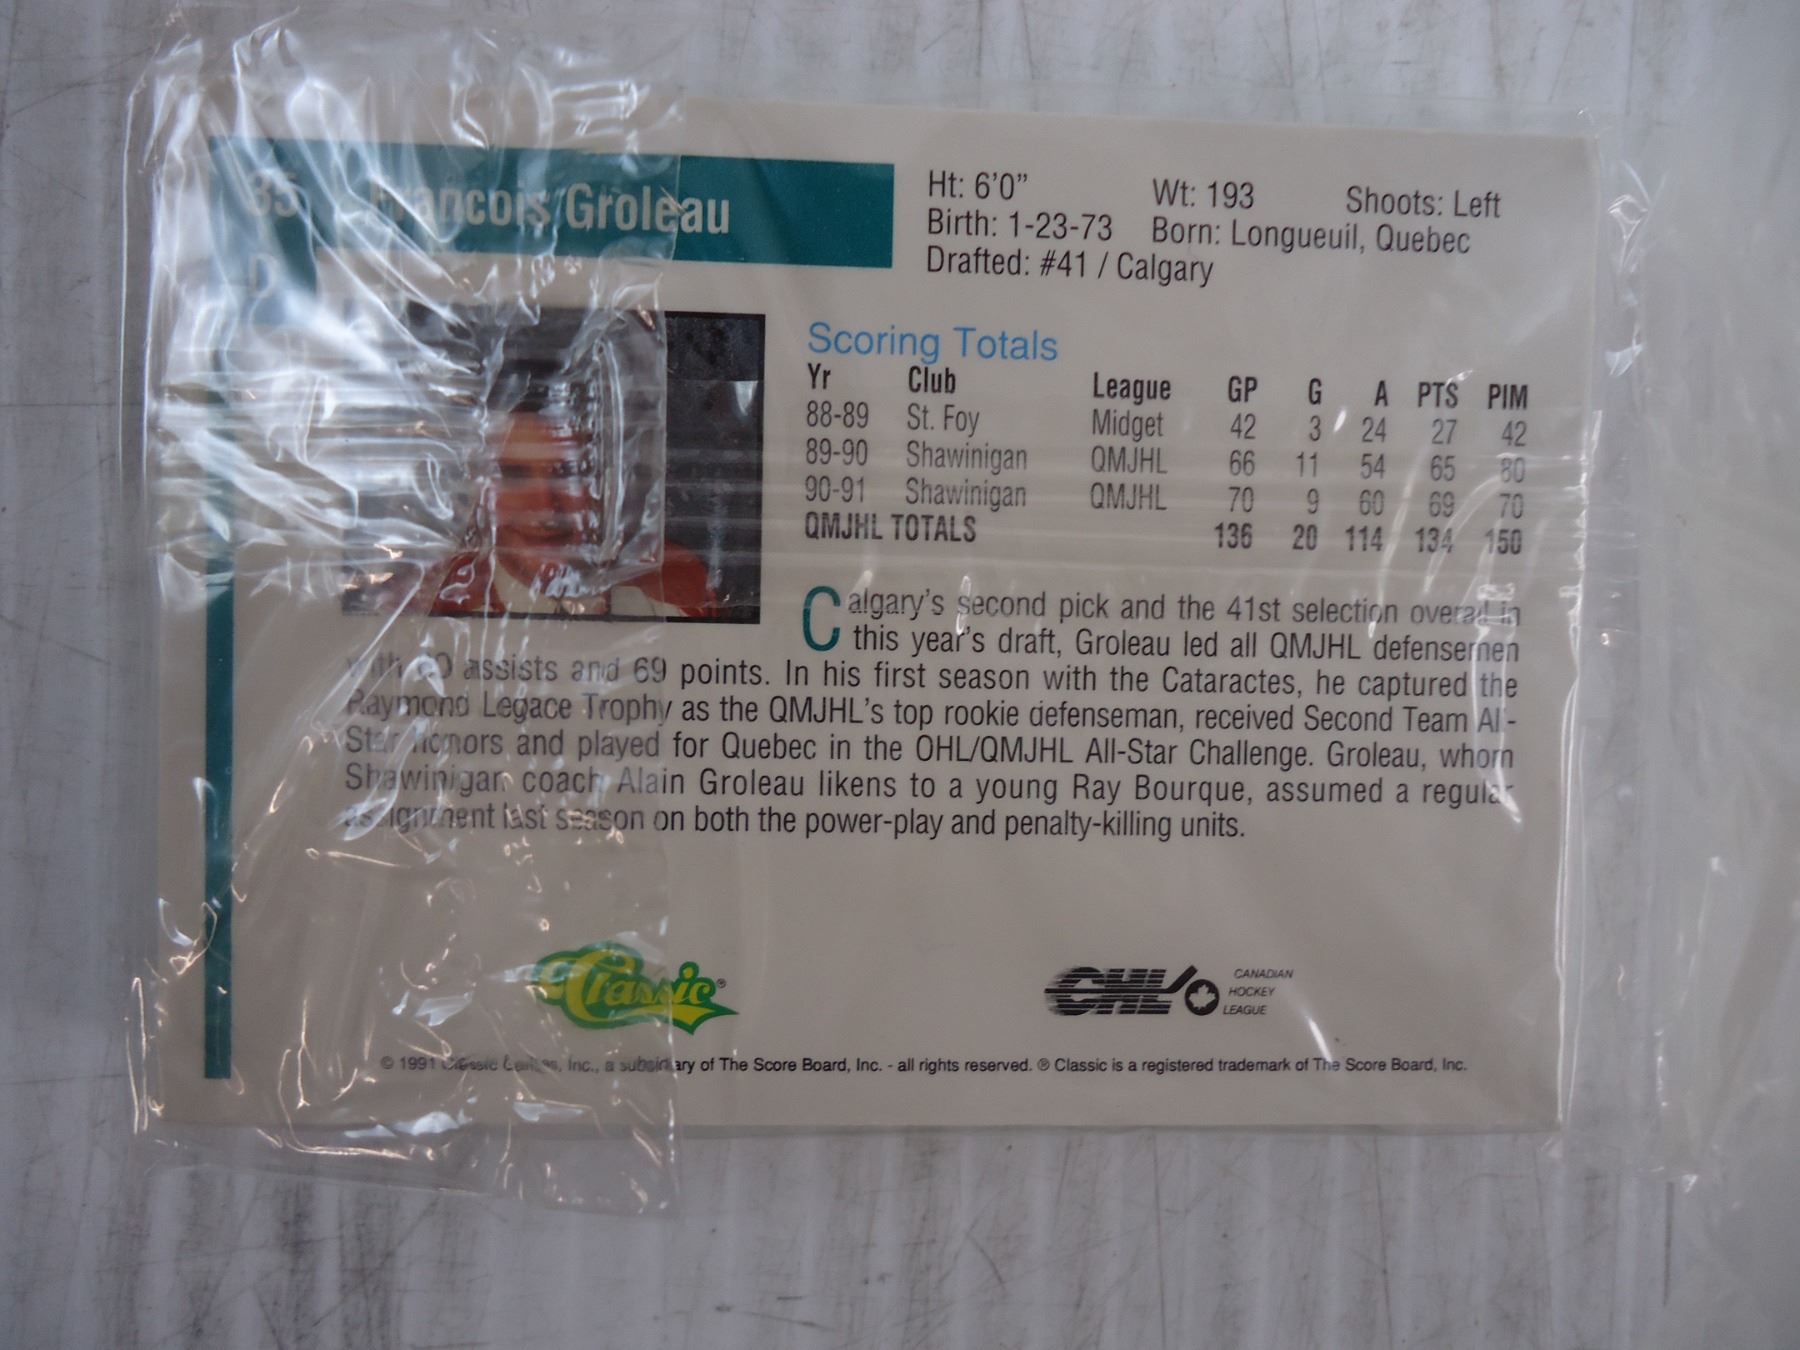 35 Francois Groleau
D
Ht: 6'0" Wt: 193 Shoots: Left
Birth: 1-23-73 Born: Longueuil, Quebec
Drafted: #41 / Calgary
Scoring Totals
Yr Club League GP G A PTS PIM
88-89 St. Foy Midget 42 3 24 27 42
89-90 Shawinigan QMJHL 66 11 54 65 80
90-91 Shawinigan QMJHL 70 9 60 69 70
QMJHL TOTALS 136 20 114 134 150
Calgary's second pick and the 41st selection overall in
this year's draft, Groleau led all QMJHL defensemen
with 60 assists and 69 points. In his first season with the Cataractes, he captured the
Raymond Legace Trophy as the QMJHL's top rookie defenseman, received Second Team All-
Star honors and played for Quebec in the OHL/QMJHL All-Star Challenge. Groleau, whom
Shawinigan coach Alain Groleau likens to a young Ray Bourque, assumed a regular
assignment last season on both the power-play and penalty-killing units.
Classic®
CHL CANADIAN
HOCKEY
LEAGUE
© 1991 Classic Games, Inc., a subsidiary of The Score Board, Inc. - all rights reserved. ® Classic is a registered trademark of The Score Board, Inc.